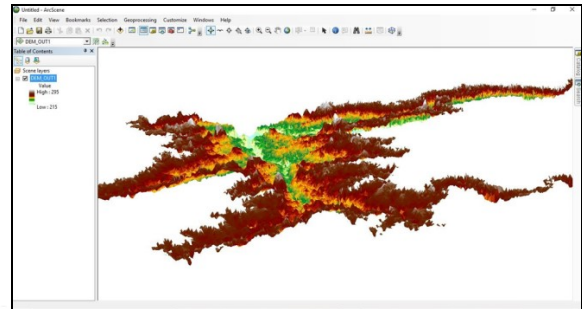 Untitled - ArcScene
File Edit View Bookmarks Selection Geoprocessing Customize Windows Help
DEM_OUT1
Table Of Contents
Scene layers
DEM_OUT1
Value
High : 295
Low : 215